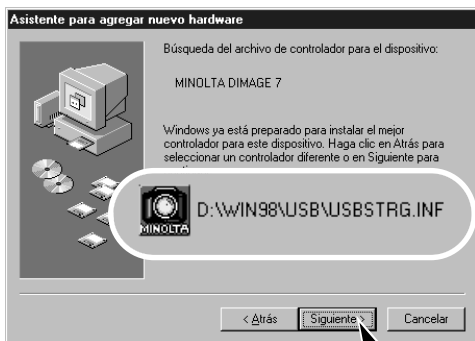 Asistente para agregar nuevo hardware
Búsqueda del archivo de controlador para el dispositivo:
MINOLTA DIMAGE 7
Windows ya está preparado para instalar el mejor
controlador para este dispositivo. Haga clic en Atrás para
seleccionar un controlador diferente o en Siguiente para
MINOLTA
D:\WIN98\USB\USBSTRG.INF
< Atrás
Siguiente >
Cancelar